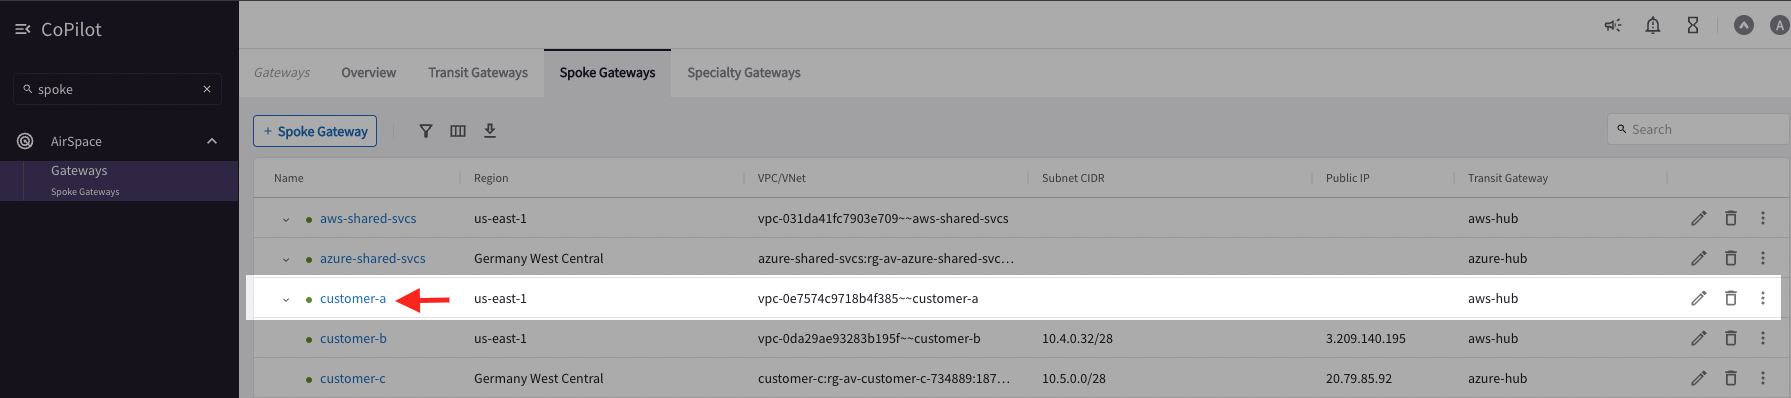 CoPilot
spoke
AirSpace
Gateways
Spoke Gateways
A
Gateways Overview Transit Gateways Spoke Gateways Specialty Gateways
+ Spoke Gateway
Search
Name Region VPC/VNet Subnet CIDR Public IP Transit Gateway
aws-shared-svcs us-east-1 vpc-031da41fc7903e709~~aws-shared-svcs aws-hub
azure-shared-svcs Germany West Central azure-shared-svcs:rg-av-azure-shared-svc... azure-hub
customer-a us-east-1 vpc-0e7574c9718b4f385~~customer-a aws-hub
customer-b us-east-1 vpc-0da29ae93283b195f~~customer-b 10.4.0.32/28 3.209.140.195 aws-hub
customer-c Germany West Central customer-c:rg-av-customer-c-734889:187... 10.5.0.0/28 20.79.85.92 azure-hub